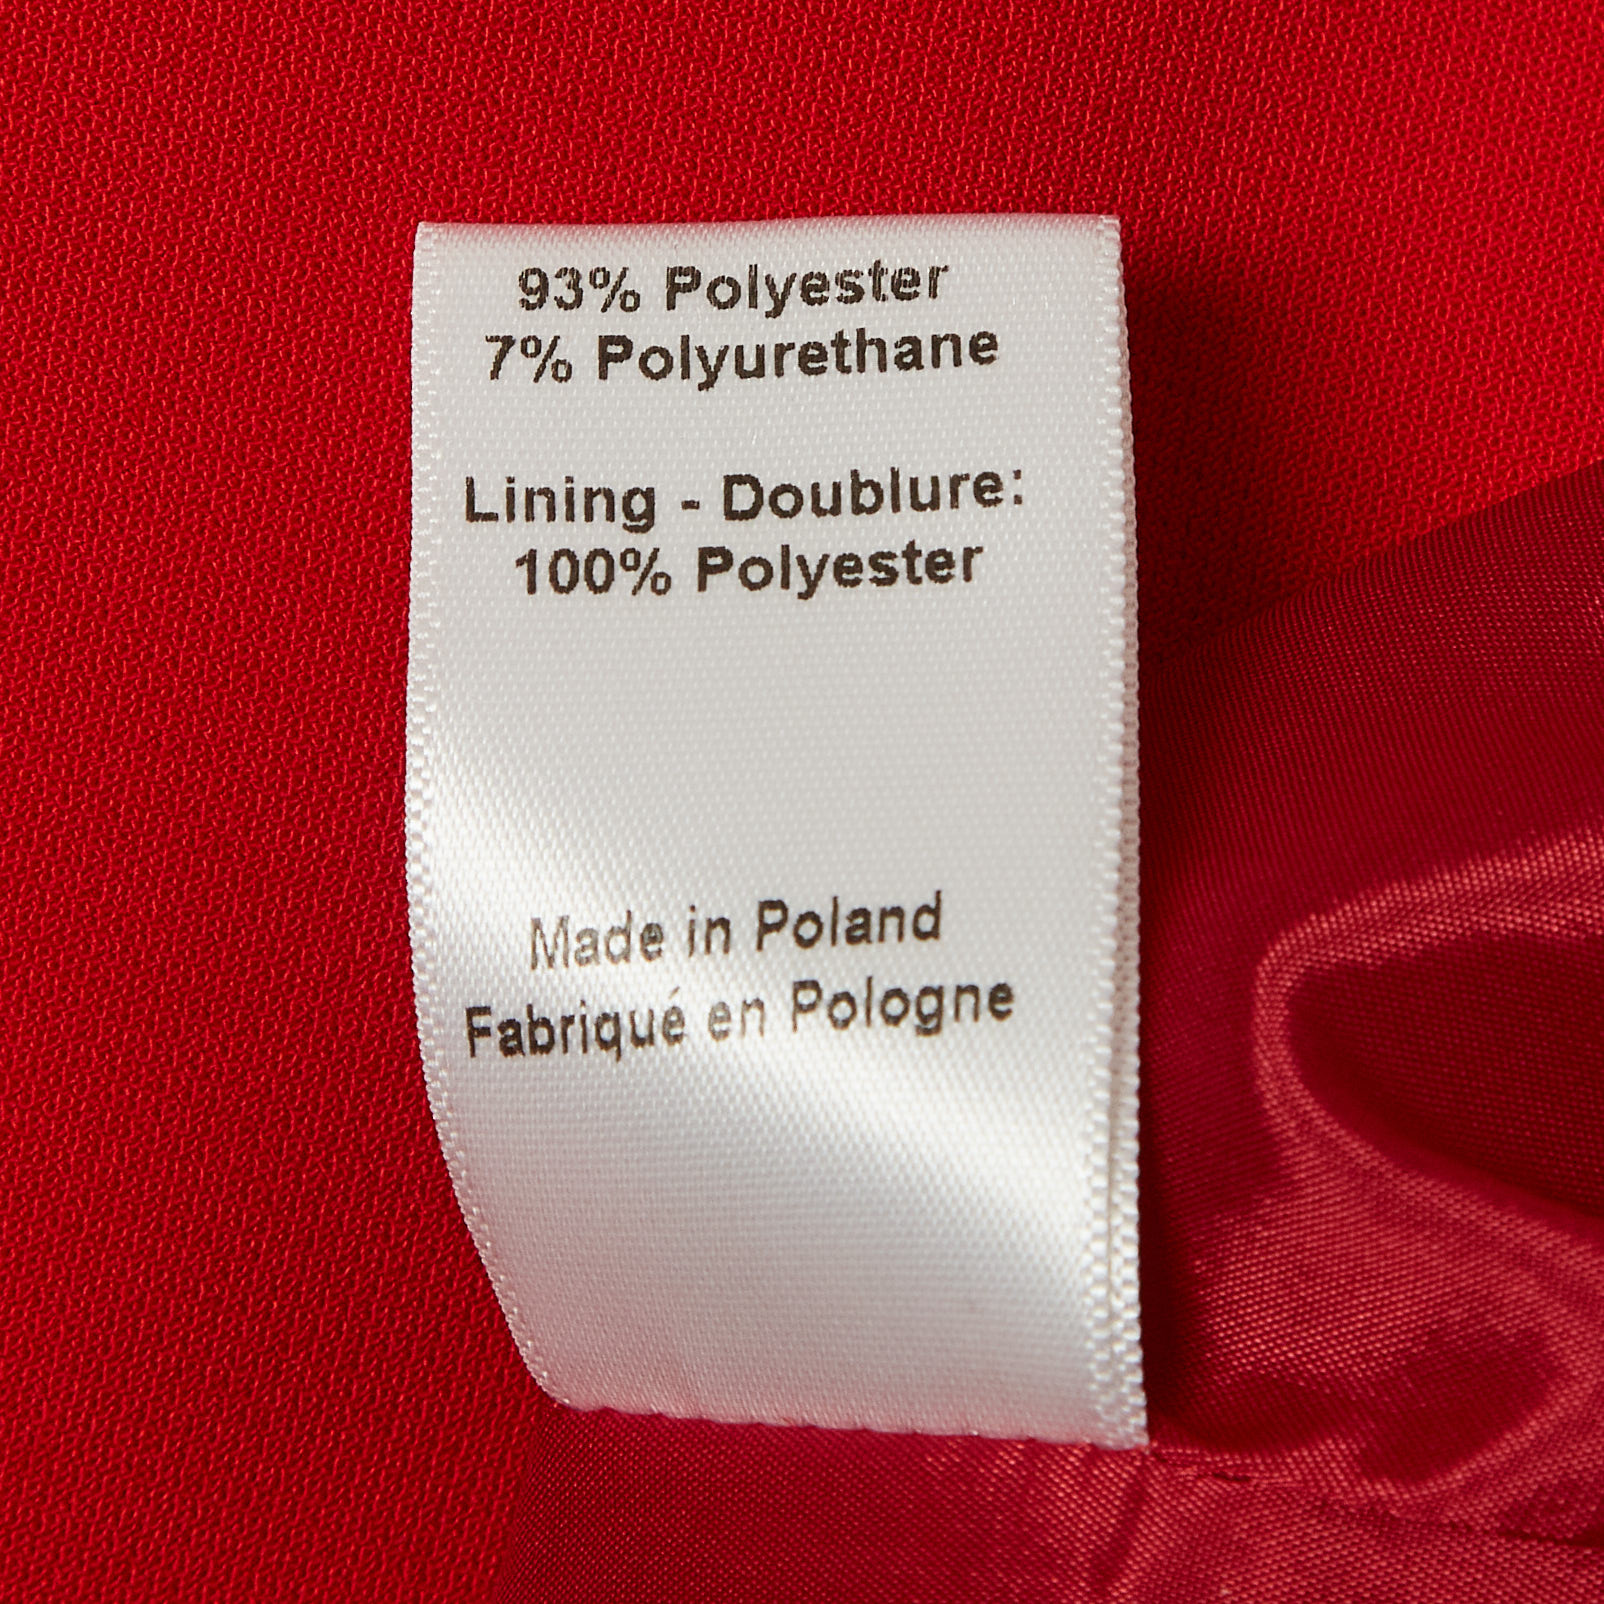 93% Polyester
7% Polyurethane
Lining - Doublure:
100% Polyester
Made in Poland
Fabriqué en Pologne